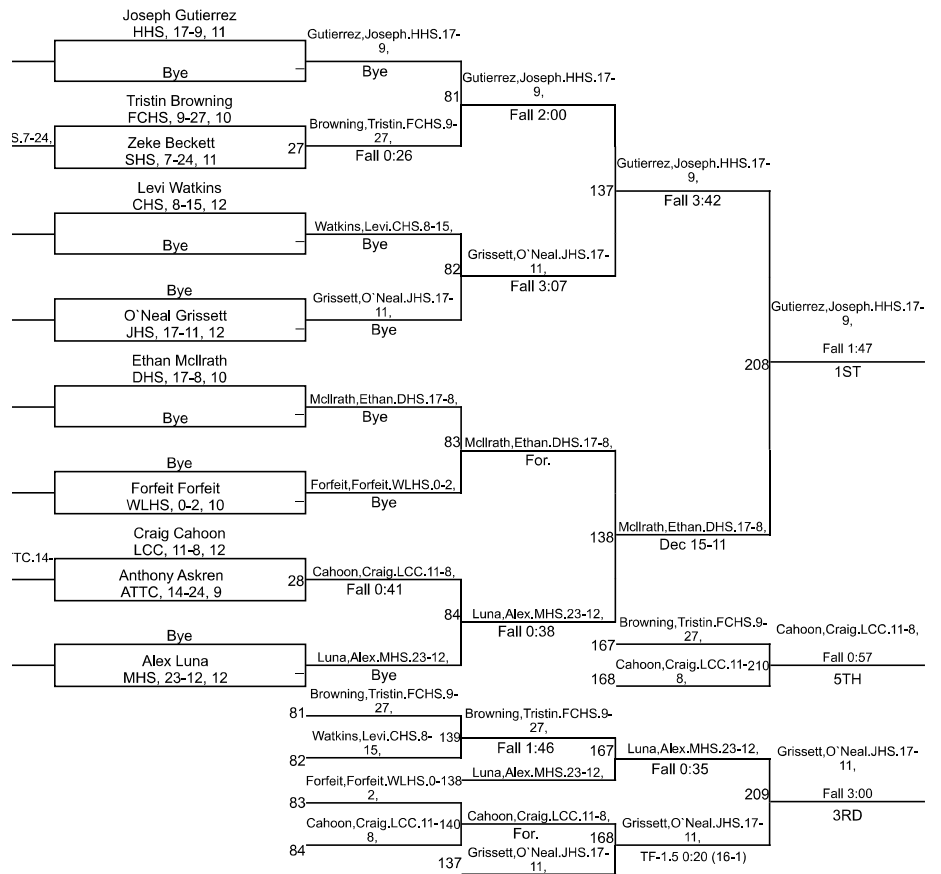 Joseph Gutierrez
HHS, 17-9, 11
Gutierrez,Joseph.HHS.17-
9,
Bye
Bye
81
Gutierrez,Joseph.HHS.17-
9,
Fall 2:00
Tristin Browning
FCHS, 9-27, 10
S.7-24,
Zeke Beckett
SHS, 7-24, 11
27
Browning,Tristin.FCHS.9-
27,
Fall 0:26
137
Gutierrez,Joseph.HHS.17-
9,
Fall 3:42
Levi Watkins
CHS, 8-15, 12
Bye
Watkins,Levi.CHS.8-15,
Bye
82
Grissett,O`Neal.JHS.17-
11,
Fall 3:07
Bye
O`Neal Grissett
JHS, 17-11, 12
Grissett,O`Neal.JHS.17-
11,
Bye
208
Gutierrez,Joseph.HHS.17-
9,
Fall 1:47
1ST
Ethan McIlrath
DHS, 17-8, 10
Bye
McIlrath,Ethan.DHS.17-8,
Bye
83
McIlrath,Ethan.DHS.17-8,
For.
Bye
Forfeit Forfeit
WLHS, 0-2, 10
Forfeit,Forfeit.WLHS.0-2,
Bye
138
McIlrath,Ethan.DHS.17-8,
Dec 15-11
Craig Cahoon
LCC, 11-8, 12
TC.14-
Anthony Askren
ATTC, 14-24, 9
28
Cahoon,Craig.LCC.11-8,
Fall 0:41
84
Luna,Alex.MHS.23-12,
Fall 0:38
Bye
Alex Luna
MHS, 23-12, 12
Luna,Alex.MHS.23-12,
Bye
167
Browning,Tristin.FCHS.9-
27,
168
Cahoon,Craig.LCC.11-
8,
210
Cahoon,Craig.LCC.11-8,
Fall 0:57
5TH
81
Browning,Tristin.FCHS.9-
27,
82
Watkins,Levi.CHS.8-
15,
139
Browning,Tristin.FCHS.9-
27,
Fall 1:46
138
Luna,Alex.MHS.23-12,
167
Luna,Alex.MHS.23-12,
Fall 0:35
83
Forfeit,Forfeit.WLHS.0-
2,
84
Cahoon,Craig.LCC.11-
8,
140
Cahoon,Craig.LCC.11-8,
For.
137
Grissett,O`Neal.JHS.17-
11,
168
Grissett,O`Neal.JHS.17-
11,
TF-1.5 0:20 (16-1)
209
Grissett,O`Neal.JHS.17-
11,
Fall 3:00
3RD